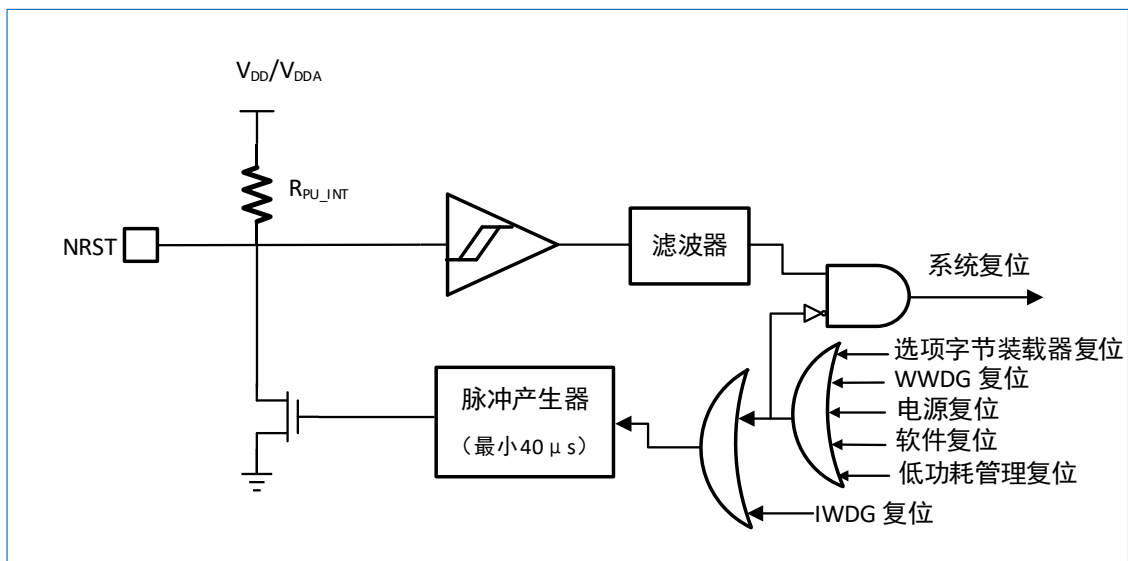 VDD/VDDA
RPU_INT
NRST
滤波器
系统复位
选项字节装载器复位
WWDG 复位
电源复位
软件复位
低功耗管理复位
脉冲产生器
（最小40μs）
IWDG 复位